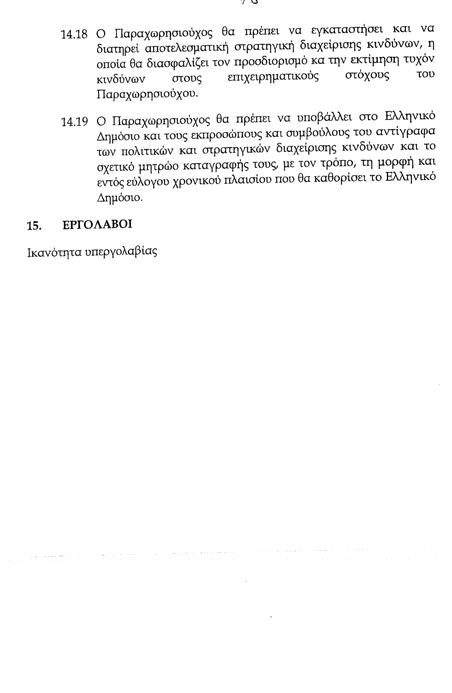 14.18 Ο Παραχωρησιούχος θα πρέπει να εγκαταστήσει και να
διατηρεί αποτελεσματική στρατηγική διαχείρισης κινδύνων, η
οποία θα διασφαλίζει τον προσδιορισμό κα την εκτίμηση τυχόν
κινδύνων στους επιχειρηματικούς στόχους του
Παραχωρησιούχου.
14.19 Ο Παραχωρησιούχος θα πρέπει να υποβάλλει στο Ελληνικό
Δημόσιο και τους εκπροσώπους και συμβούλους του αντίγραφα
των πολιτικών και στρατηγικών διαχείρισης κινδύνων και το
σχετικό μητρώο καταγραφής τους, με τον τρόπο, τη μορφή και
εντός εύλογου χρονικού πλαισίου που θα καθορίσει το Ελληνικό
Δημόσιο.
15. ΕΡΓΟΛΑΒΟΙ
Ικανότητα υπεργολαβίας